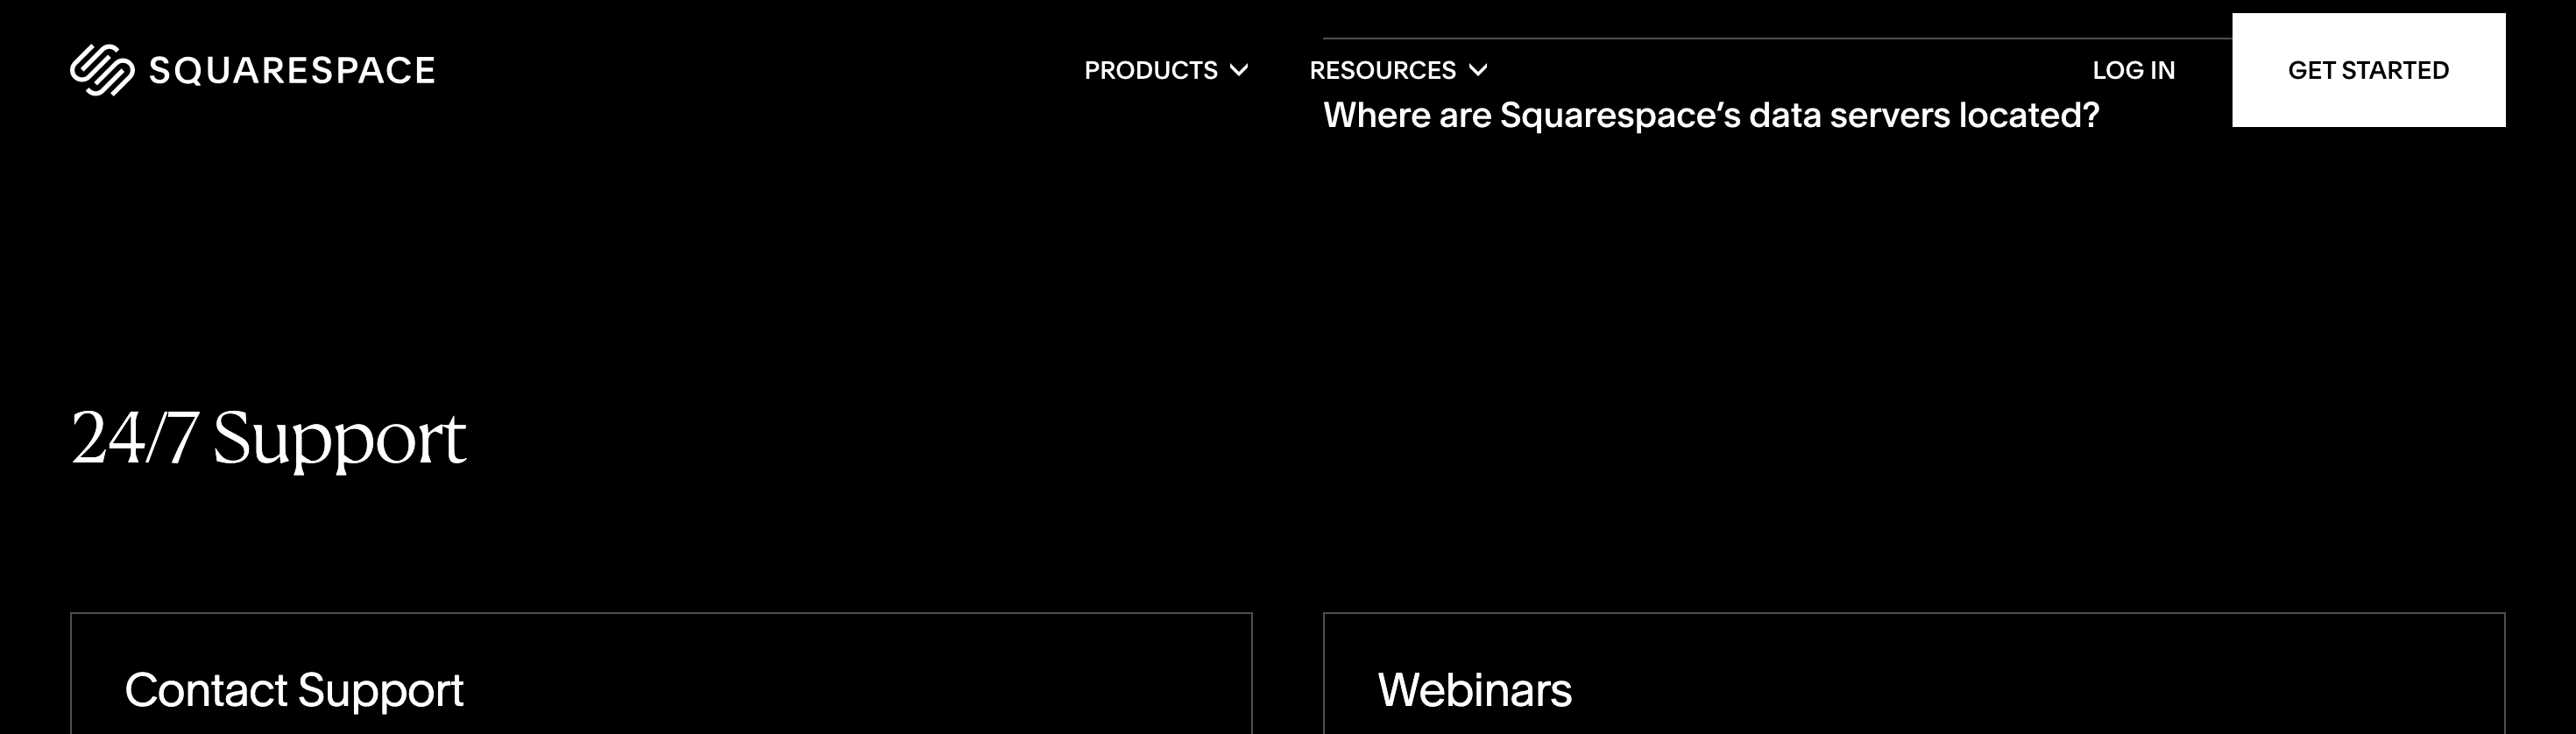 SQUARESPACE
PRODUCTS
RESOURCES
LOG IN
GET STARTED
Where are Squarespace’s data servers located?
24/7 Support
Contact Support
Webinars